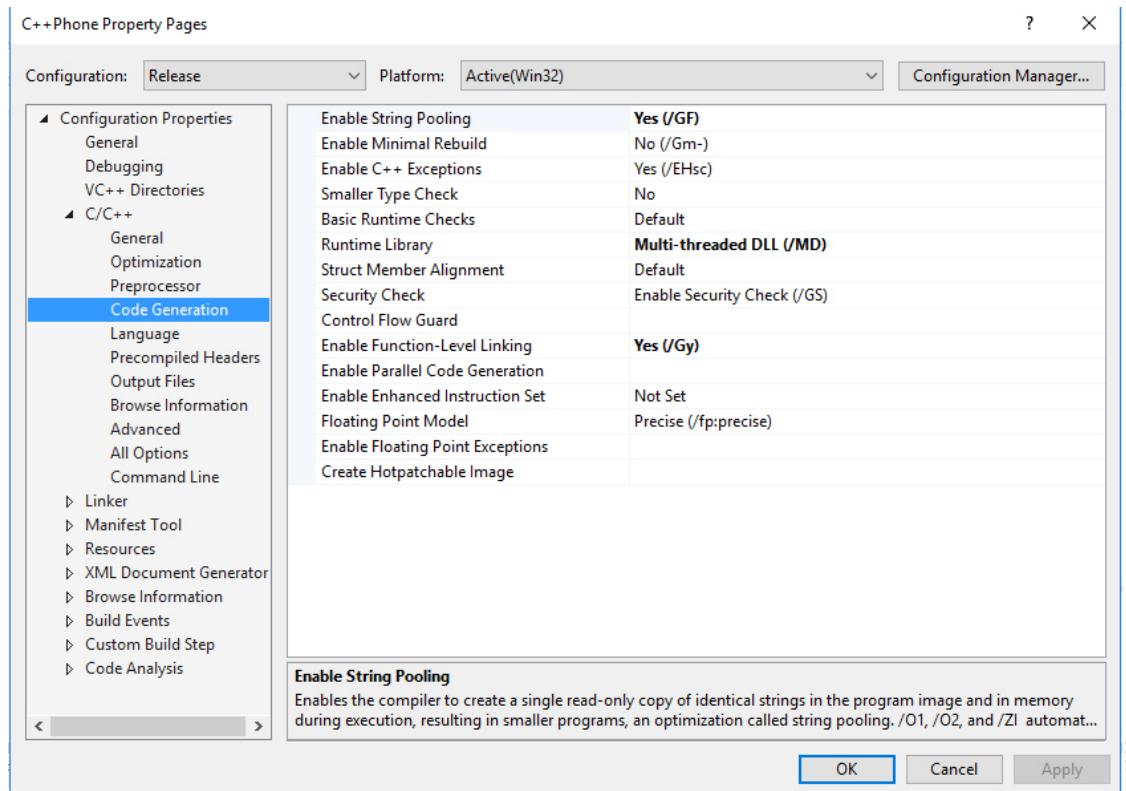 C++Phone Property Pages
? ×
Configuration: Release Platform: Active(Win32) Configuration Manager...
Configuration Properties
General
Debugging
VC++ Directories
C/C++
General
Optimization
Preprocessor
Code Generation
Language
Precompiled Headers
Output Files
Browse Information
Advanced
All Options
Command Line
Linker
Manifest Tool
Resources
XML Document Generator
Browse Information
Build Events
Custom Build Step
Code Analysis
Enable String Pooling Yes (/GF)
Enable Minimal Rebuild No (/Gm-)
Enable C++ Exceptions Yes (/EHsc)
Smaller Type Check No
Basic Runtime Checks Default
Runtime Library Multi-threaded DLL (/MD)
Struct Member Alignment Default
Security Check Enable Security Check (/GS)
Control Flow Guard
Enable Function-Level Linking Yes (/Gy)
Enable Parallel Code Generation
Enable Enhanced Instruction Set Not Set
Floating Point Model Precise (/fp:precise)
Enable Floating Point Exceptions
Create Hotpatchable Image
Enable String Pooling
Enables the compiler to create a single read-only copy of identical strings in the program image and in memory
during execution, resulting in smaller programs, an optimization called string pooling. /O1, /O2, and /ZI automat...
OK Cancel Apply